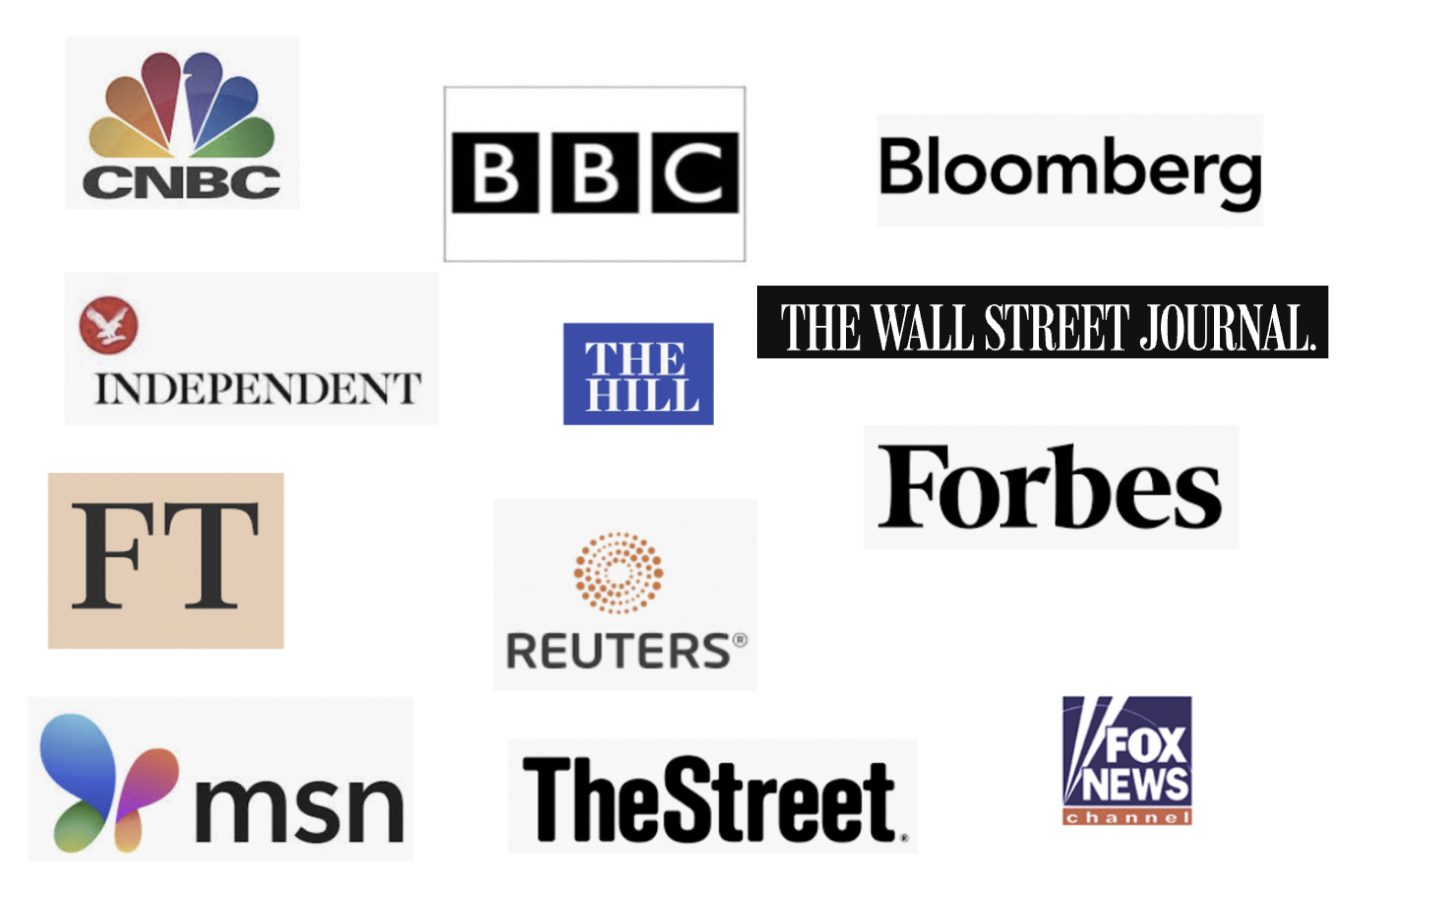 CNBC
BBC
Bloomberg
INDEPENDENT
THE
HILL
THE WALL STREET JOURNAL.
FT
Forbes
REUTERS®
msn
TheStreet®
FOX
NEWS
channel